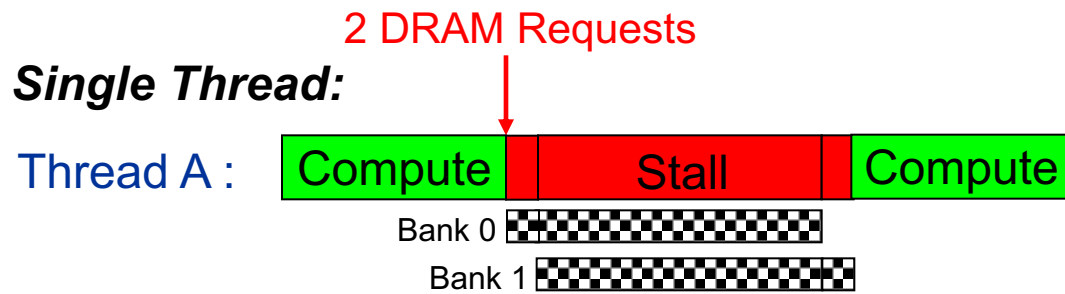 2 DRAM Requests
Single Thread:
Thread A : Compute Stall Compute
Bank 0
Bank 1